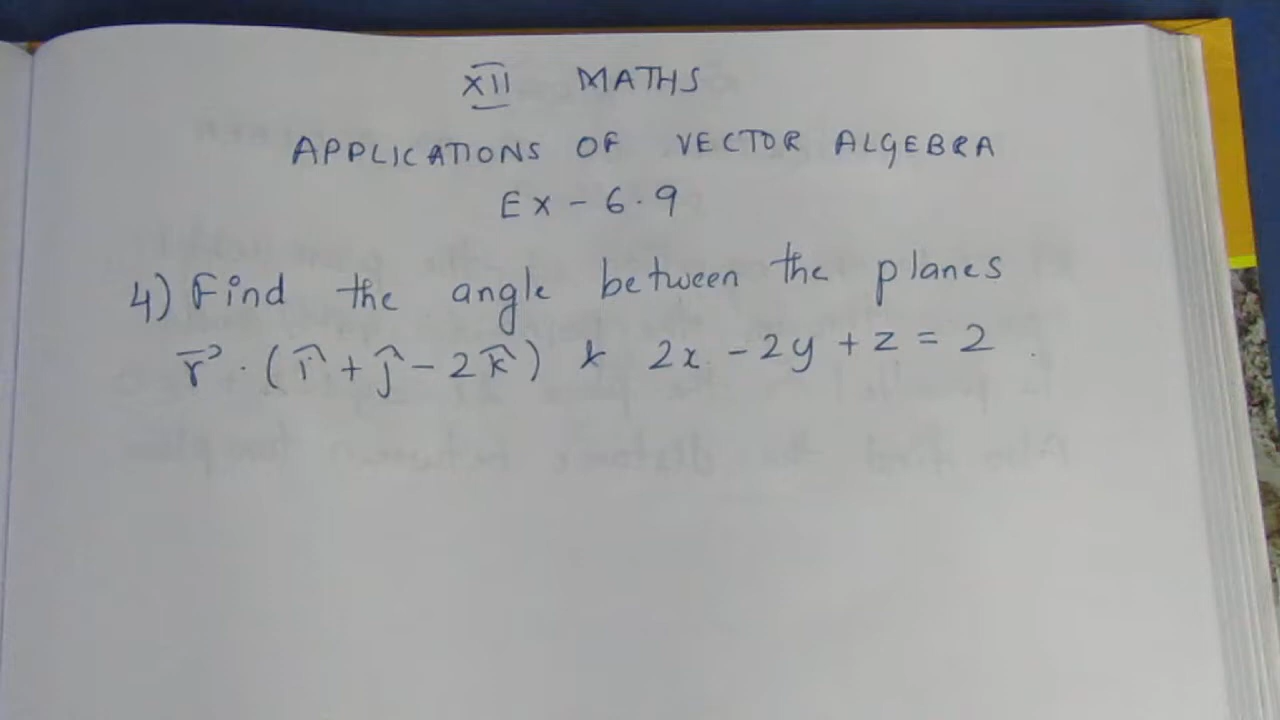 XII MATHS
APPLICATIONS OF VECTOR ALGEBRA
Ex - 6.9
4) Find the angle between the planes
r⃗ · (î + ĵ - 2k̂) & 2x - 2y + z = 2.